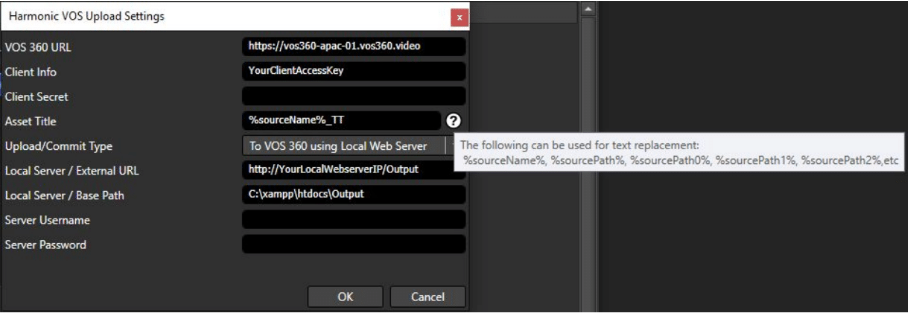 Harmonic VOS Upload Settings
x
VOS 360 URL https://vos360-apac-01.vos360.video
Client Info YourClientAccessKey
Client Secret
Asset Title %sourceName%_TT ?
Upload/Commit Type To VOS 360 using Local Web Server
The following can be used for text replacement:
%sourceName%, %sourcePath%, %sourcePath0%, %sourcePath1%, %sourcePath2%,etc
Local Server / External URL http://YourLocalWebserverIP/Output
Local Server / Base Path C:\xampp\htdocs\Output
Server Username
Server Password
OK Cancel